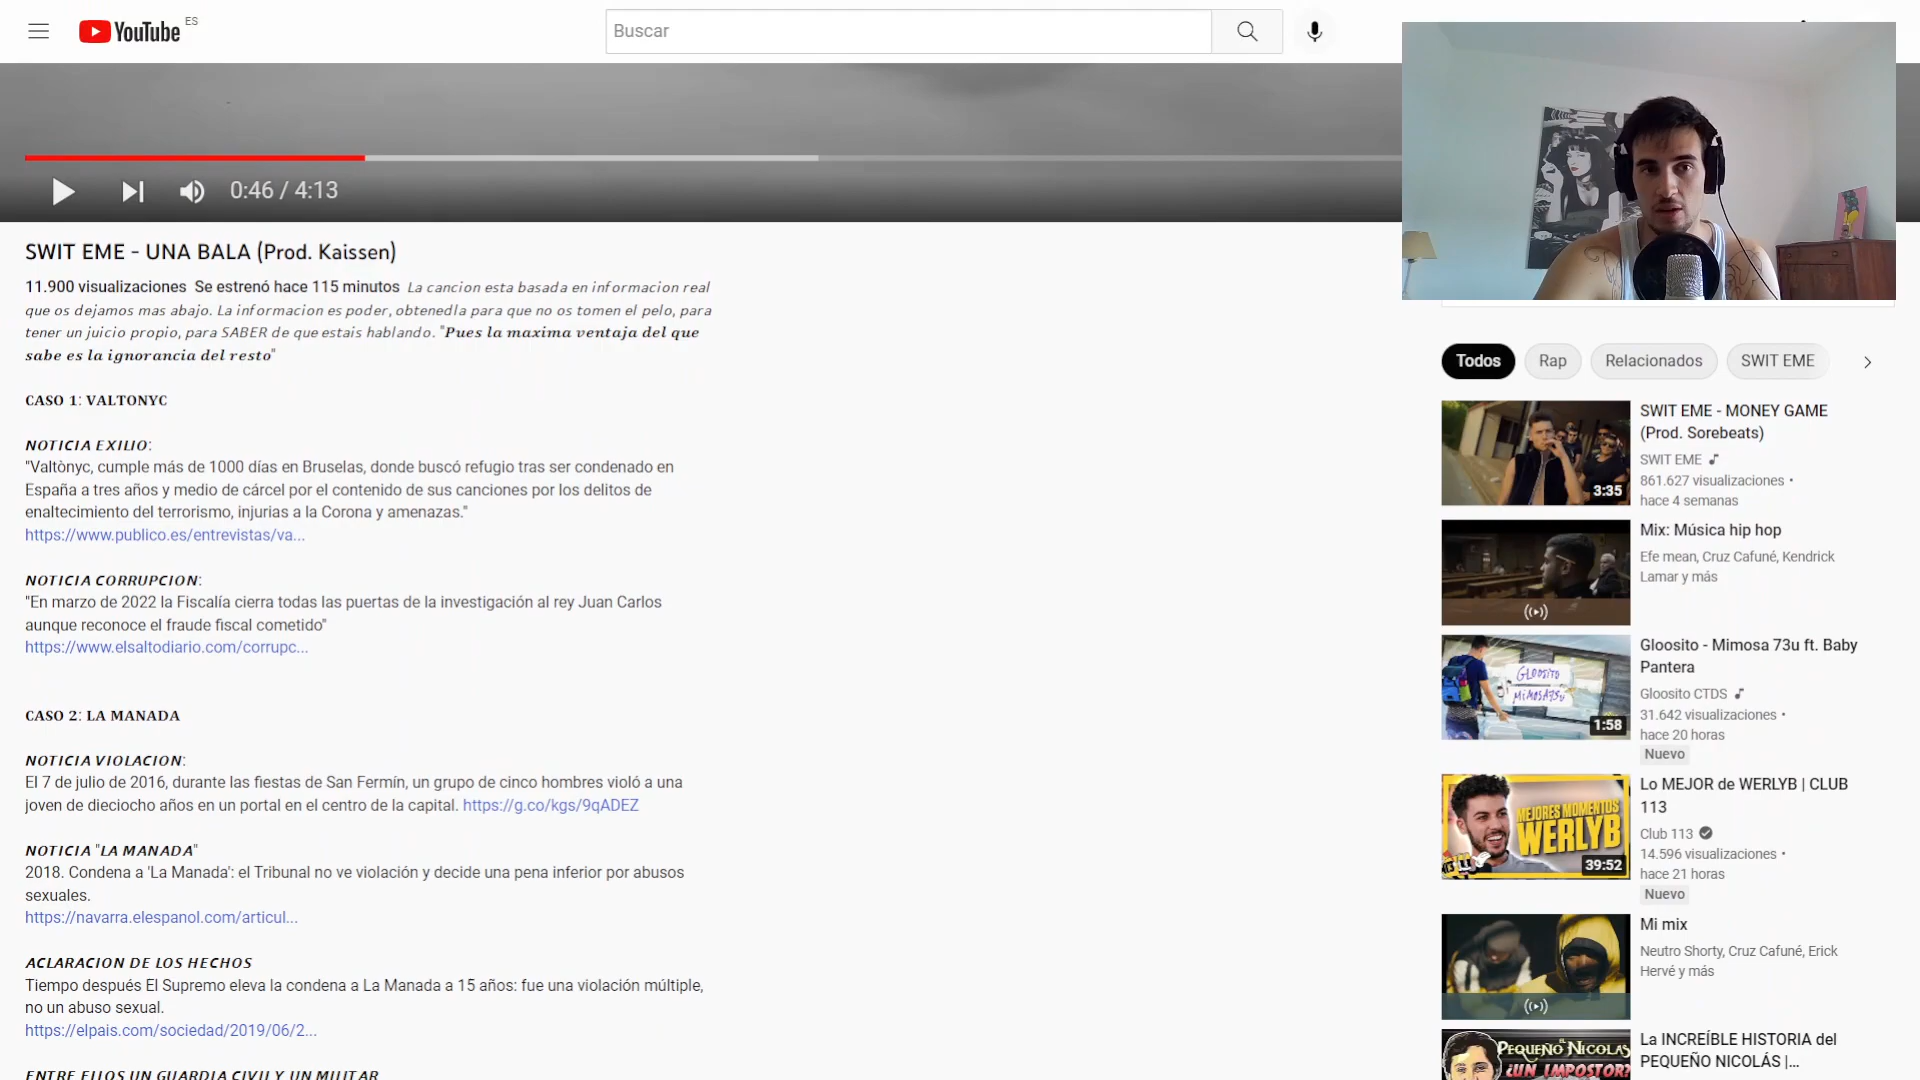 YouTube ES
Buscar
0:46 / 4:13
SWIT EME - UNA BALA (Prod. Kaissen)
11.900 visualizaciones Se estrenó hace 115 minutos La cancion esta basada en informacion real
que os dejamos mas abajo. La informacion es poder, obtenedla para que no os tomen el pelo, para
tener un juicio propio, para SABER de que estais hablando. "Pues la maxima ventaja del que
sabe es la ignorancia del resto"
CASO 1: VALTONYC
NOTICIA EXILIO:
"Valtònyc, cumple más de 1000 días en Bruselas, donde buscó refugio tras ser condenado en
España a tres años y medio de cárcel por el contenido de sus canciones por los delitos de
enaltecimiento del terrorismo, injurias a la Corona y amenazas."
https://www.publico.es/entrevistas/va...
NOTICIA CORRUPCION:
"En marzo de 2022 la Fiscalía cierra todas las puertas de la investigación al rey Juan Carlos
aunque reconoce el fraude fiscal cometido"
https://www.elsaltodiario.com/corrupc...
CASO 2: LA MANADA
NOTICIA VIOLACION:
El 7 de julio de 2016, durante las fiestas de San Fermín, un grupo de cinco hombres violó a una
joven de dieciocho años en un portal en el centro de la capital. https://g.co/kgs/9qADEZ
NOTICIA "LA MANADA"
2018. Condena a 'La Manada': el Tribunal no ve violación y decide una pena inferior por abusos
sexuales.
https://navarra.elespanol.com/articul...
ACLARACION DE LOS HECHOS
Tiempo después El Supremo eleva la condena a La Manada a 15 años: fue una violación múltiple,
no un abuso sexual.
https://elpais.com/sociedad/2019/06/2...
ENTRE ELLOS UN GUARDIA CIVIL Y UN MILITAR
Todos Rap Relacionados SWIT EME
3:35
SWIT EME - MONEY GAME
(Prod. Sorebeats)
SWIT EME
861.627 visualizaciones •
hace 4 semanas
Mix: Música hip hop
Efe mean, Cruz Cafuné, Kendrick
Lamar y más
GLOOSITO
MIMOSA73U
1:58
Gloosito - Mimosa 73u ft. Baby
Pantera
Gloosito CTDS
31.642 visualizaciones •
hace 20 horas
Nuevo
MEJORES MOMENTOS
WERLYB
39:52
Lo MEJOR de WERLYB | CLUB
113
Club 113
14.596 visualizaciones •
hace 21 horas
Nuevo
Mi mix
Neutro Shorty, Cruz Cafuné, Erick
Hervé y más
PEQUEÑO NICOLAS
¿UN IMPOSTOR?
La INCREÍBLE HISTORIA del
PEQUEÑO NICOLÁS |...